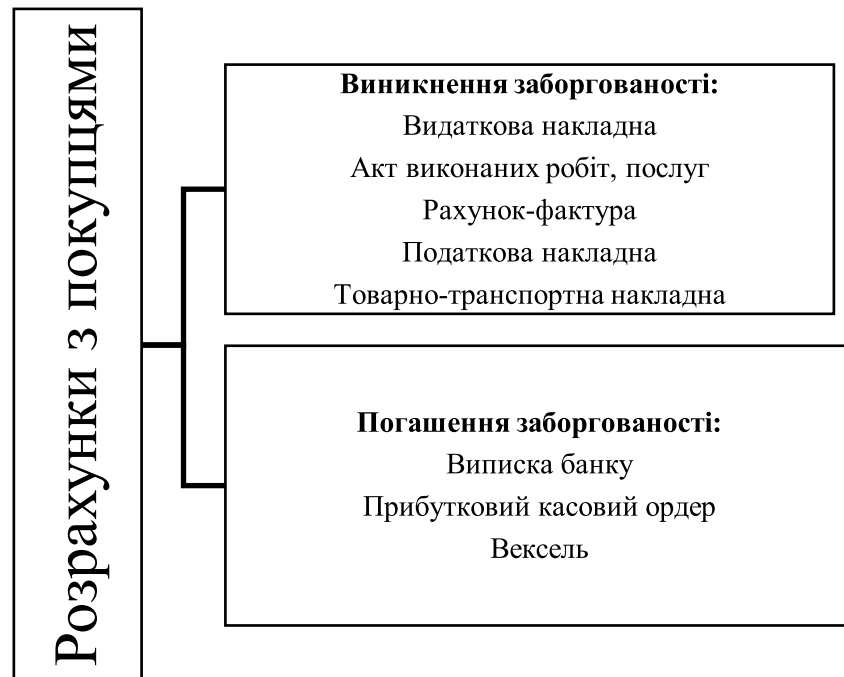 Розрахунки з покупцями
Виникнення заборгованості:
Видаткова накладна
Акт виконаних робіт, послуг
Рахунок-фактура
Податкова накладна
Товарно-транспортна накладна
Погашення заборгованості:
Виписка банку
Прибутковий касовий ордер
Вексель